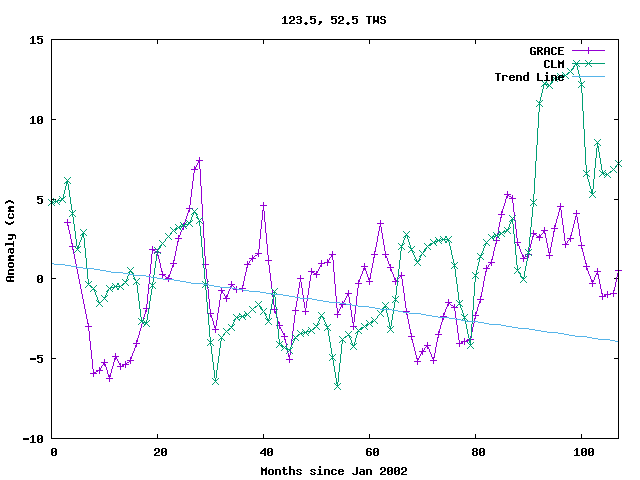 123.5, 52.5 TWS
GRACE
CLM
Trend Line
15
10
5
0
-5
-10
Anomaly (cm)
0 20 40 60 80 100
Months since Jan 2002